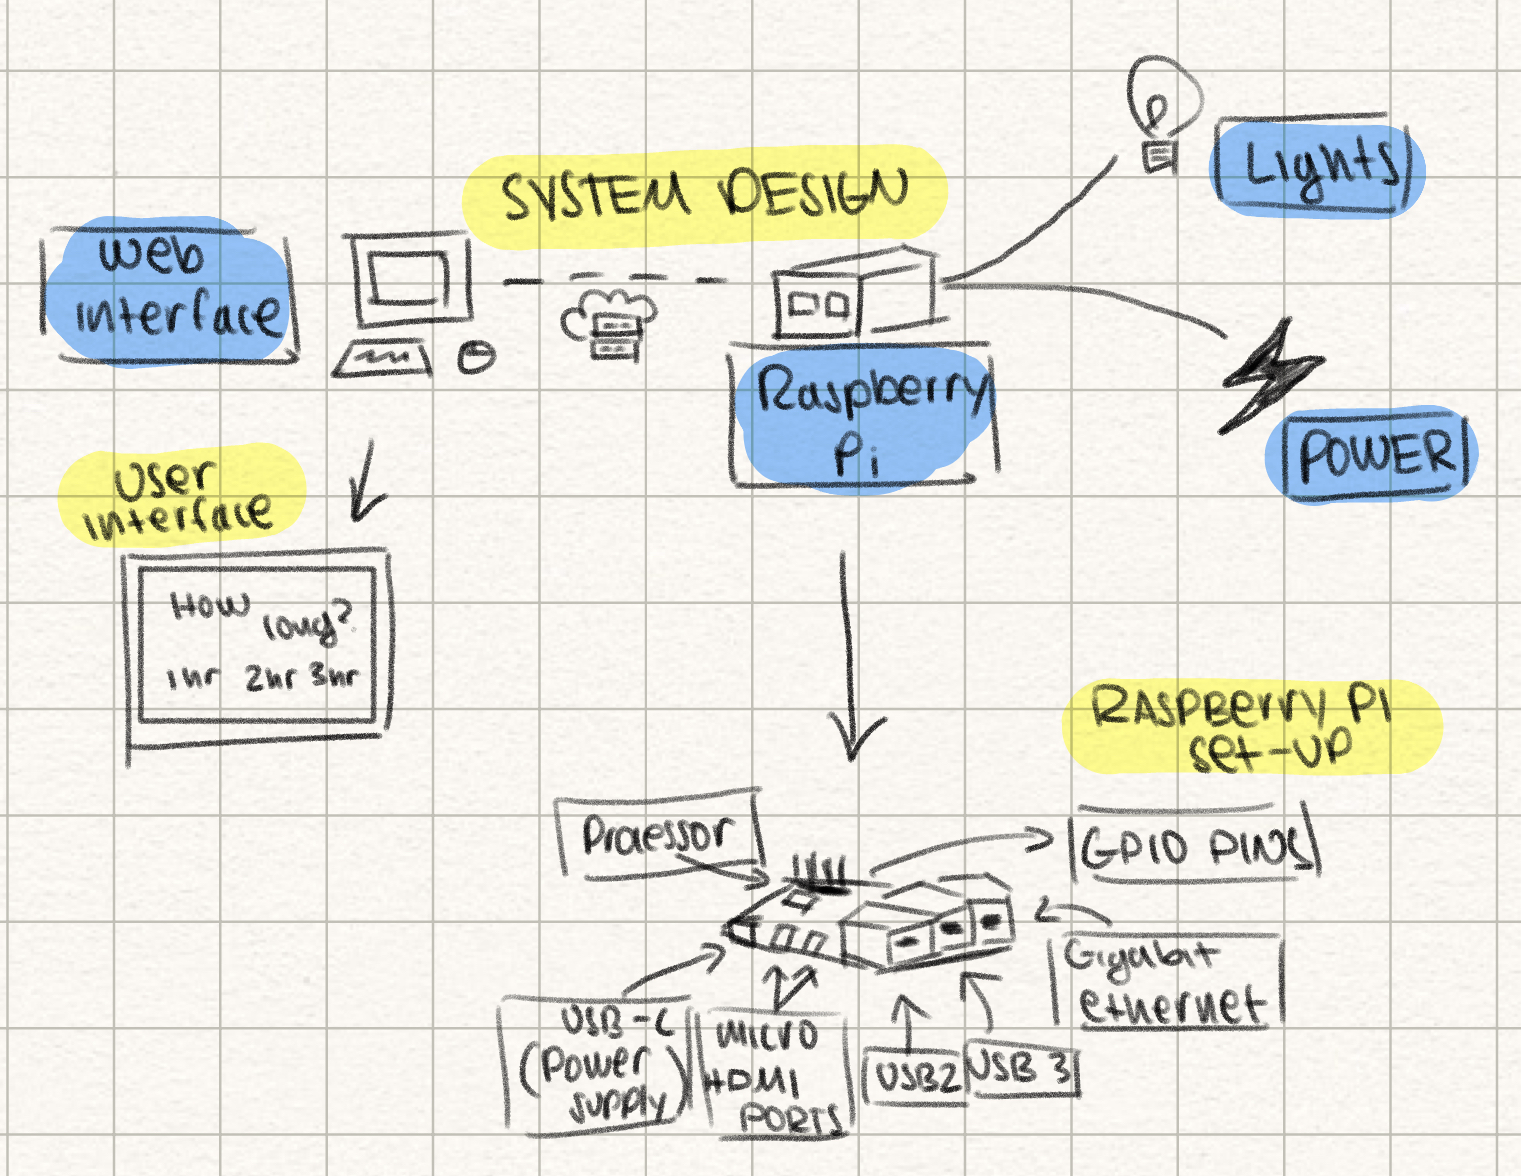 SYSTEM DESIGN
Lights
Web
interface
Raspberry
Pi
POWER
User
interface
How
long?
1hr 2hr 3hr
RASPBerry PI
set-up
Processor
GPIO PINS
Gigabit
ethernet
USB-C
(Power
supply)
MICRO
HDMI
PORTS
USB2
USB 3